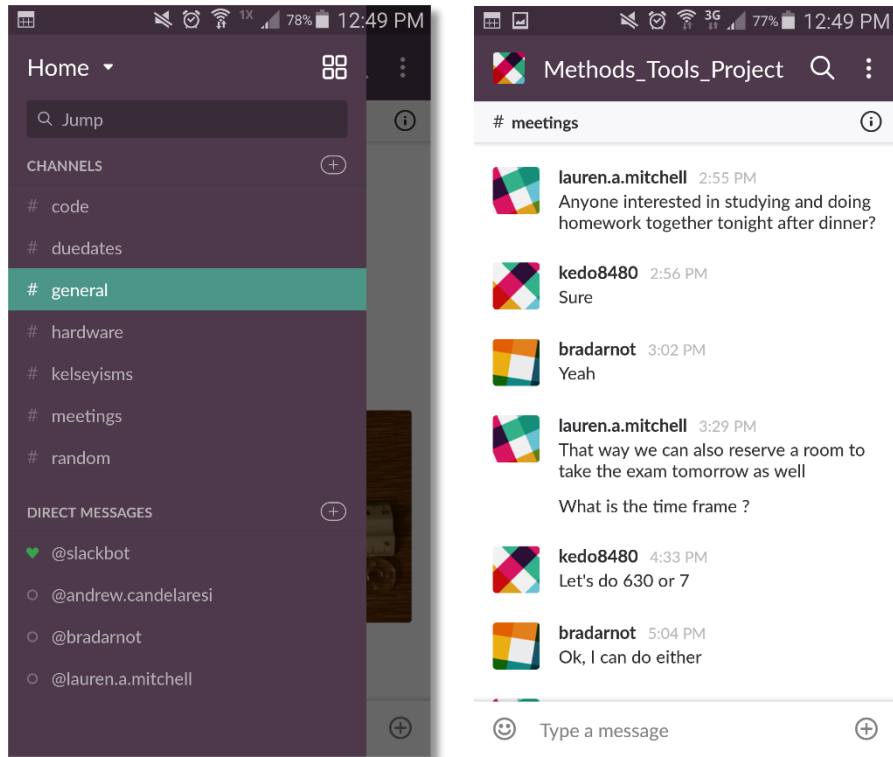 1X 78% 12:49 PM
Home
Jump
CHANNELS
# code
# duedates
# general
# hardware
# kelseyisms
# meetings
# random
DIRECT MESSAGES
@slackbot
@andrew.candelaresi
@bradarnot
@lauren.a.mitchell
3G 77% 12:49 PM
Methods_Tools_Project
# meetings
lauren.a.mitchell 2:55 PM
Anyone interested in studying and doing
homework together tonight after dinner?
kedo8480 2:56 PM
Sure
bradarnot 3:02 PM
Yeah
lauren.a.mitchell 3:29 PM
That way we can also reserve a room to
take the exam tomorrow as well
What is the time frame ?
kedo8480 4:33 PM
Let's do 630 or 7
bradarnot 5:04 PM
Ok, I can do either
Type a message